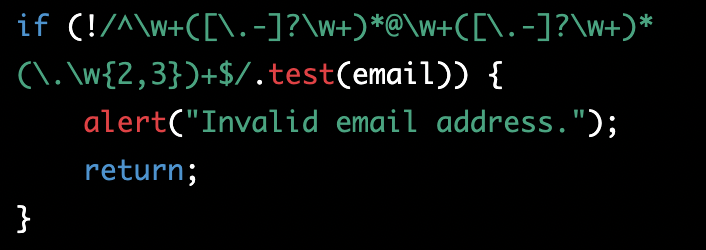 if (!/^\w+([\.-]?\w+)*@\w+([\.-]?\w+)*
(\.\w{2,3})+$/.test(email)) {
    alert("Invalid email address.");
    return;
}